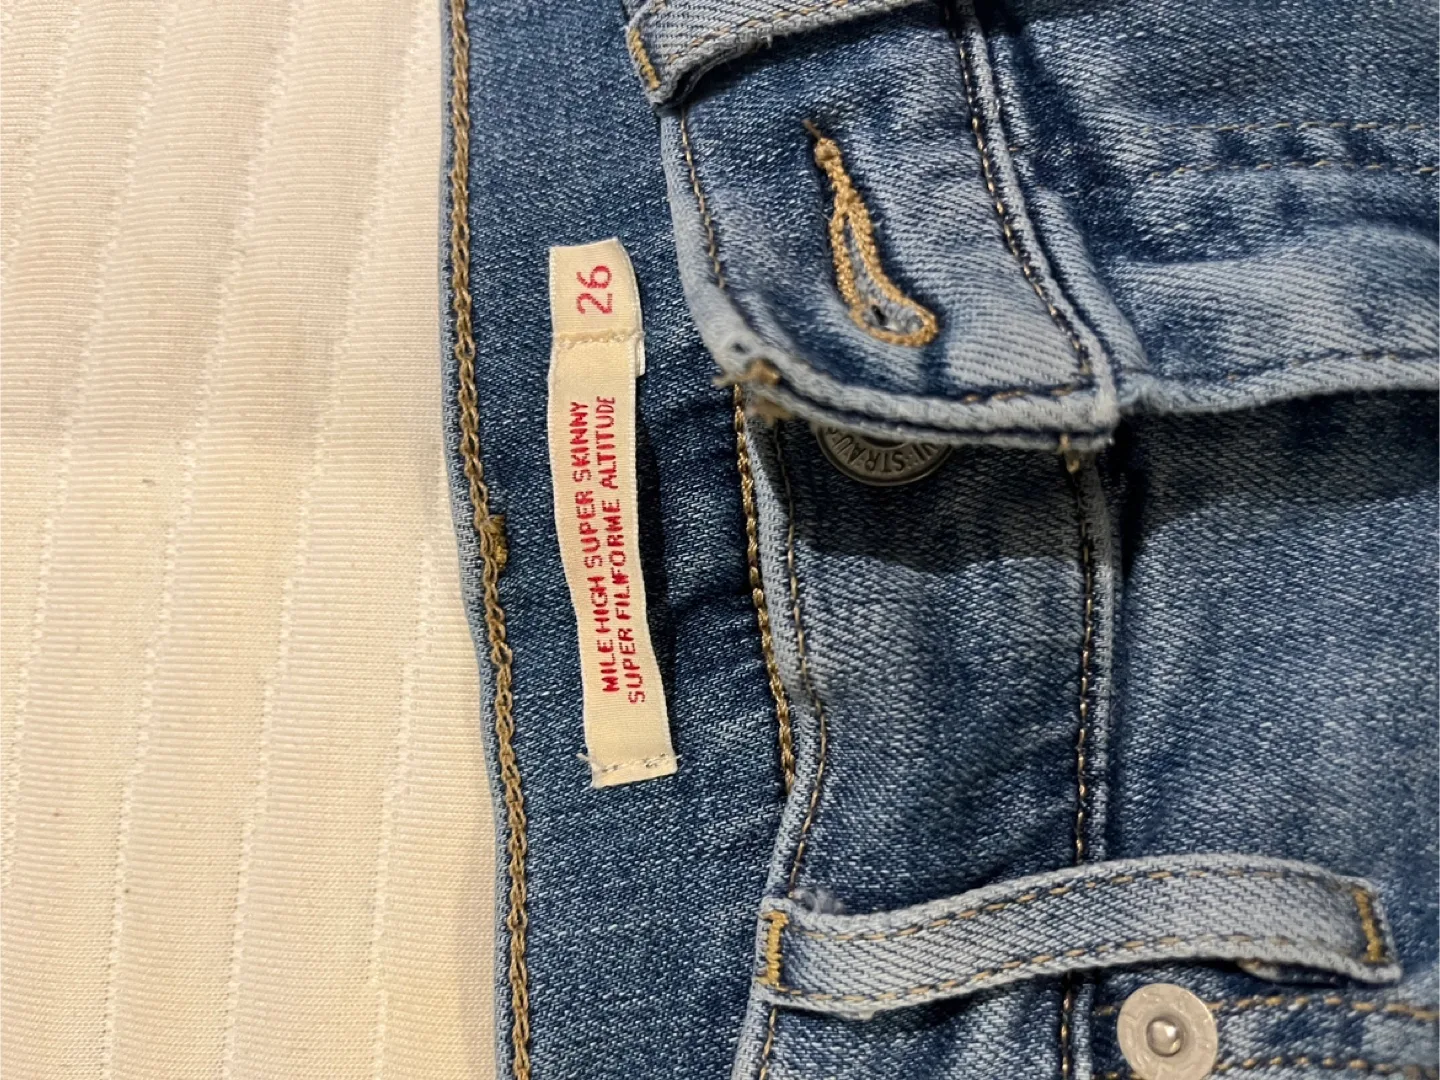 26
MILE HIGH SUPER SKINNY
SUPER FILIFORME ALTITUDE